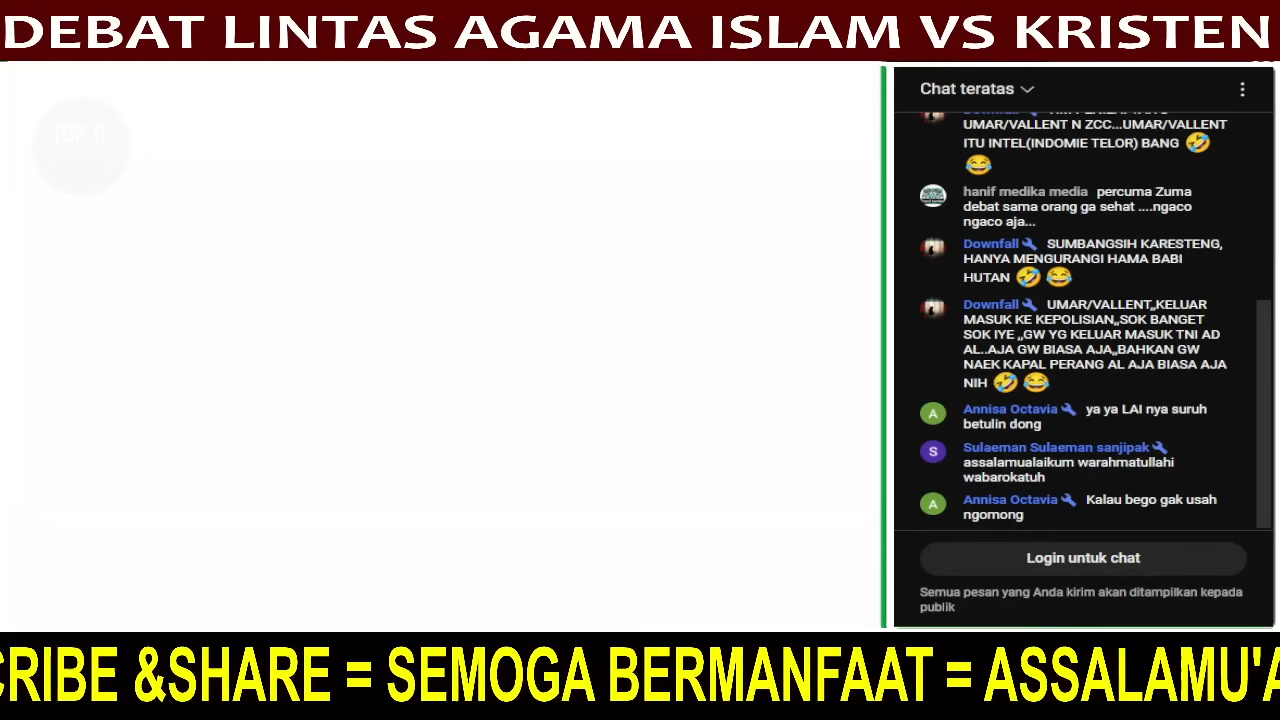 DEBAT LINTAS AGAMA ISLAM VS KRISTEN
Chat teratas
UMAR/VALLENT N ZCC...UMAR/VALLENT
ITU INTEL(INDOMIE TELOR) BANG 🤣
😂
hanif medika media percuma Zuma
debat sama orang ga sehat ....ngaco
ngaco aja...
Downfall SUMBANGSIH KARESTENG,
HANYA MENGURANGI HAMA BABI
HUTAN 🤣 😂
Downfall UMAR/VALLENT,,KELUAR
MASUK KE KEPOLISIAN,,SOK BANGET
SOK IYE ,,GW YG KELUAR MASUK TNI AD
AL..AJA GW BIASA AJA,,BAHKAN GW
NAEK KAPAL PERANG AL AJA BIASA AJA
NIH 🤣 😂
A
Annisa Octavia ya ya LAI nya suruh
betulin dong
S
Sulaeman Sulaeman sanjipak
assalamualaikum warahmatullahi
wabarokatuh
A
Annisa Octavia Kalau bego gak usah
ngomong
Login untuk chat
Semua pesan yang Anda kirim akan ditampilkan kepada
publik
CRIBE &SHARE = SEMOGA BERMANFAAT = ASSALAMU'A